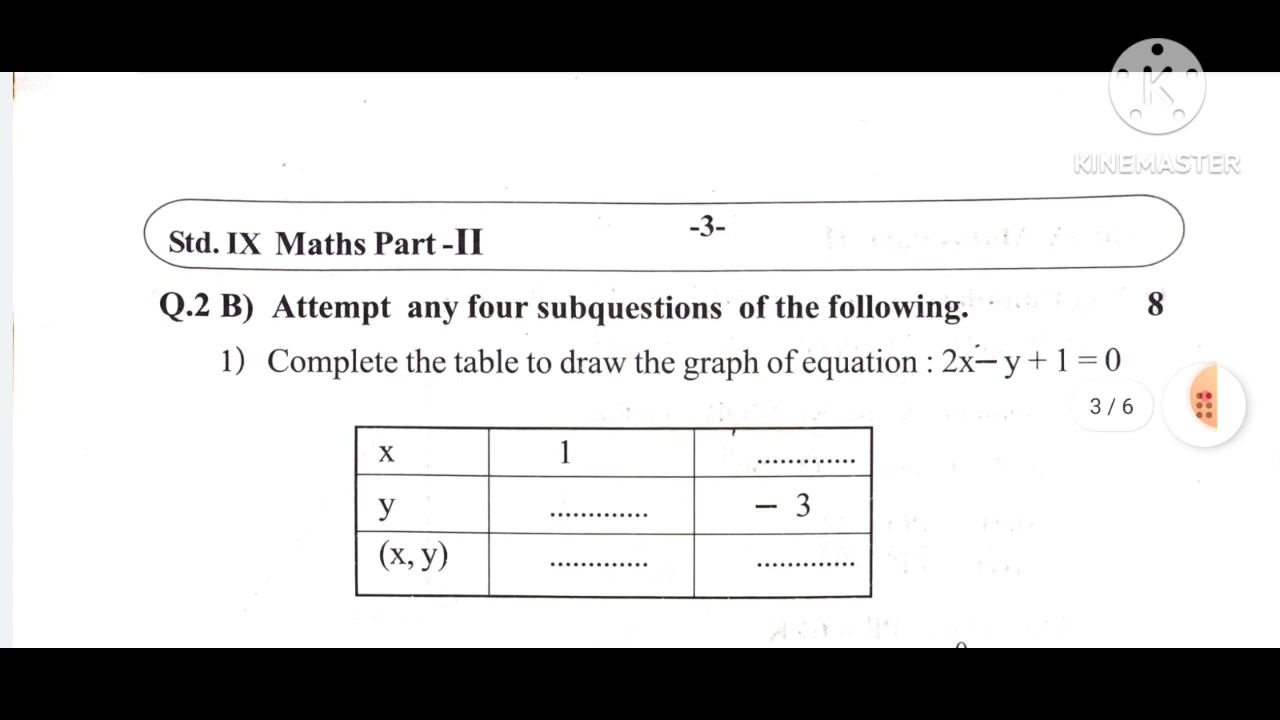 K
KINEMASTER
-3-
Std. IX Maths Part -II
Q.2 B) Attempt any four subquestions of the following. 8
1) Complete the table to draw the graph of equation : 2x – y + 1 = 0
3 / 6
x 1 .............
y ............. – 3
(x, y) ............. .............